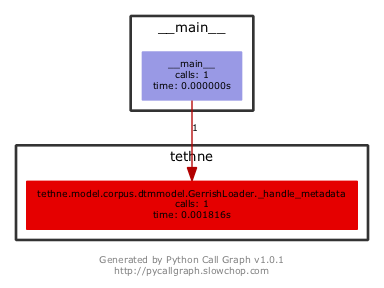 __main__
__main__
calls: 1
time: 0.000000s
1
tethne
tethne.model.corpus.dtmmodel.GerrishLoader._handle_metadata
calls: 1
time: 0.001816s
Generated by Python Call Graph v1.0.1
http://pycallgraph.slowchop.com